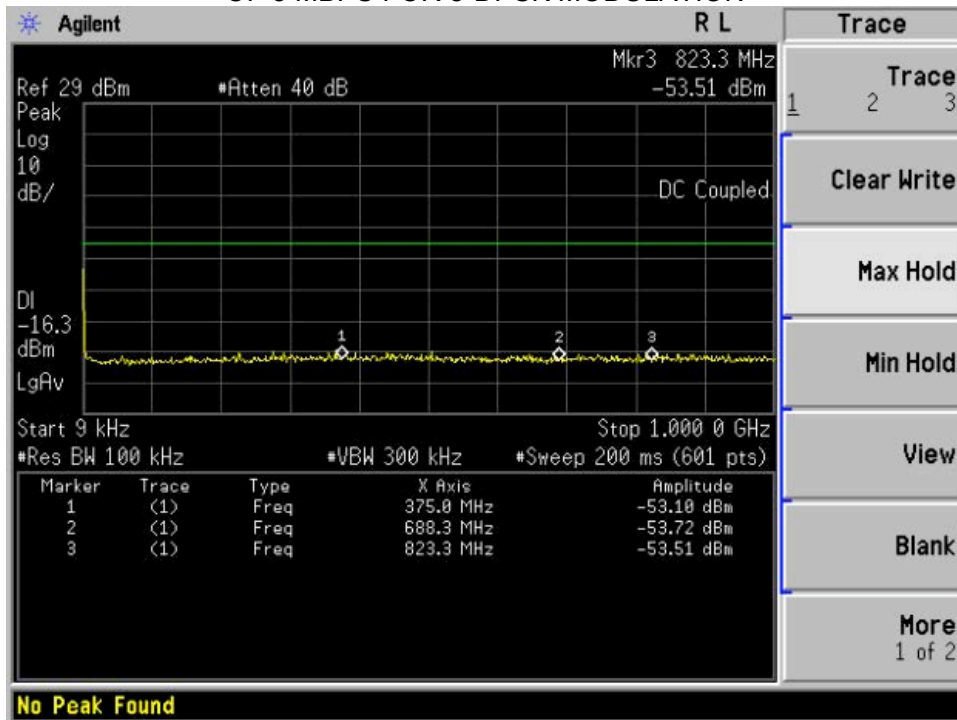 Agilent R L Trace
Mkr3 823.3 MHz
Ref 29 dBm #Atten 40 dB -53.51 dBm
Peak
Log
10
dB/
DC Coupled
DI
-16.3
dBm
LgAv
1 2 3
Start 9 kHz Stop 1.000 0 GHz
#Res BW 100 kHz #VBW 300 kHz #Sweep 200 ms (601 pts)
Marker Trace Type X Axis Amplitude
1 (1) Freq 375.0 MHz -53.10 dBm
2 (1) Freq 688.3 MHz -53.72 dBm
3 (1) Freq 823.3 MHz -53.51 dBm
Trace
1 2 3
Clear Write
Max Hold
Min Hold
View
Blank
More
1 of 2
No Peak Found